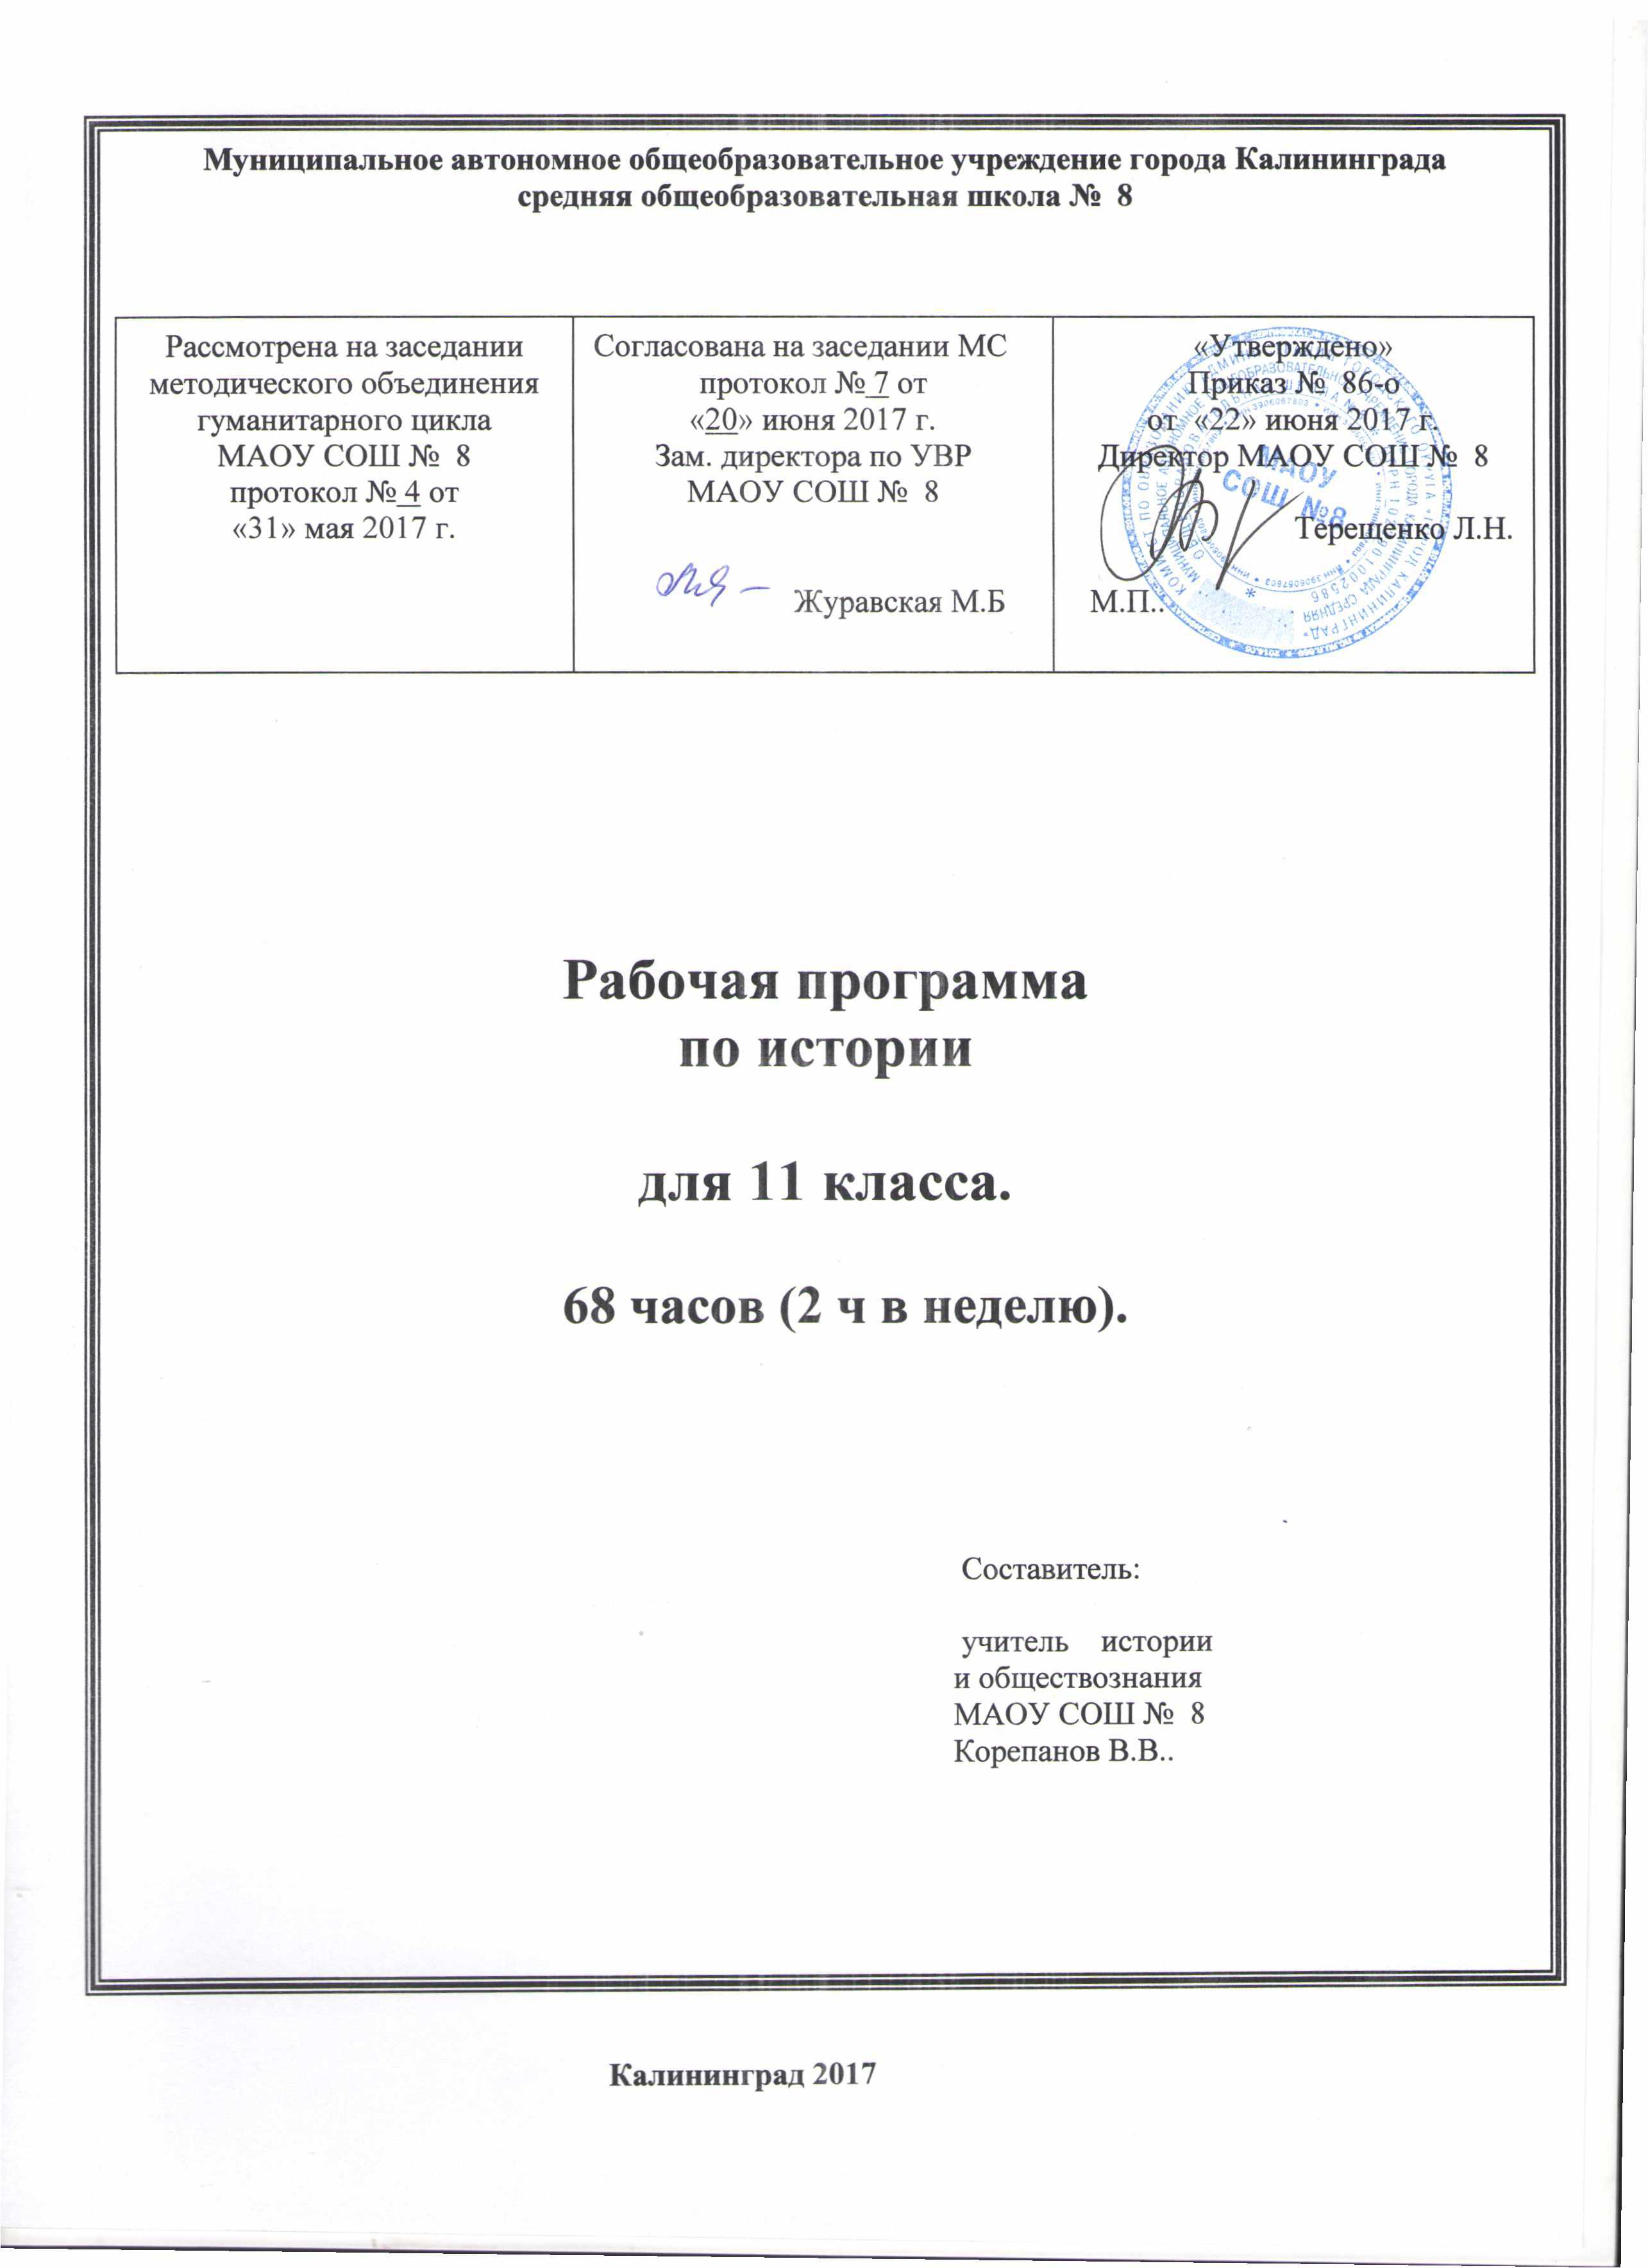 Муниципальное автономное общеобразовательное учреждение города Калининграда
средняя общеобразовательная школа № 8
Рассмотрена на заседании
методического объединения
гуманитарного цикла
МАОУ СОШ № 8
протокол № 4 от
«31» мая 2017 г.
Согласована на заседании МС
протокол № 7 от
«20» июня 2017 г.
Зам. директора по УВР
МАОУ СОШ № 8
Журавская М.Б
«Утверждено»
Приказ № 86-о
от «22» июня 2017 г.
Директор МАОУ СОШ № 8
Терещенко Л.Н.
М.П..
МАОУ
СОШ №8
Рабочая программа
по истории
для 11 класса.
68 часов (2 ч в неделю).
Составитель:
учитель истории
и обществознания
МАОУ СОШ № 8
Корепанов В.В..
Калининград 2017